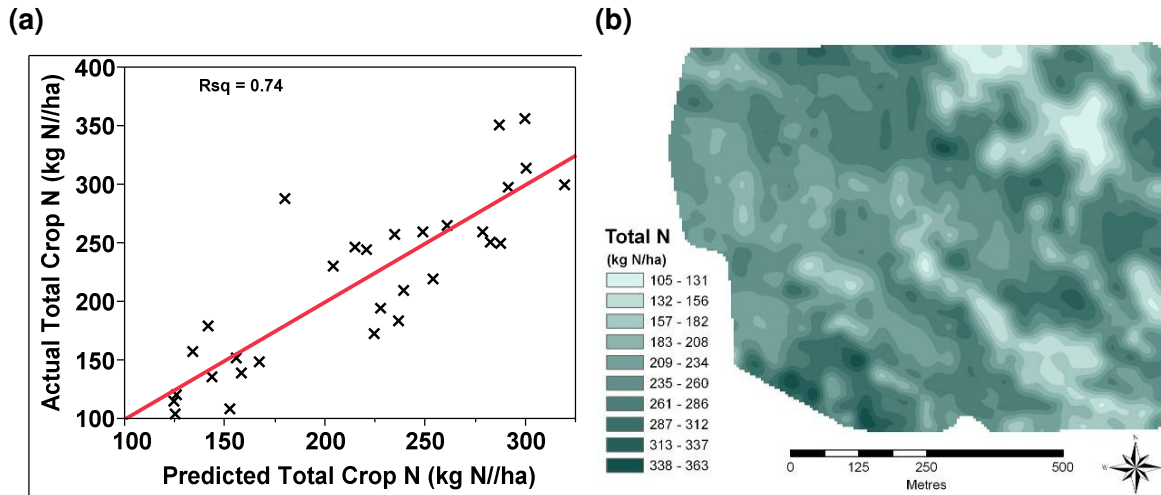 (a)
Rsq = 0.74
400
350
300
250
200
150
100
Actual Total Crop N (kg N//ha)
100 150 200 250 300
Predicted Total Crop N (kg N//ha)
(b)
Total N
(kg N/ha)
105 - 131
132 - 156
157 - 182
183 - 208
209 - 234
235 - 260
261 - 286
287 - 312
313 - 337
338 - 363
0 125 250 500
Metres
N
W